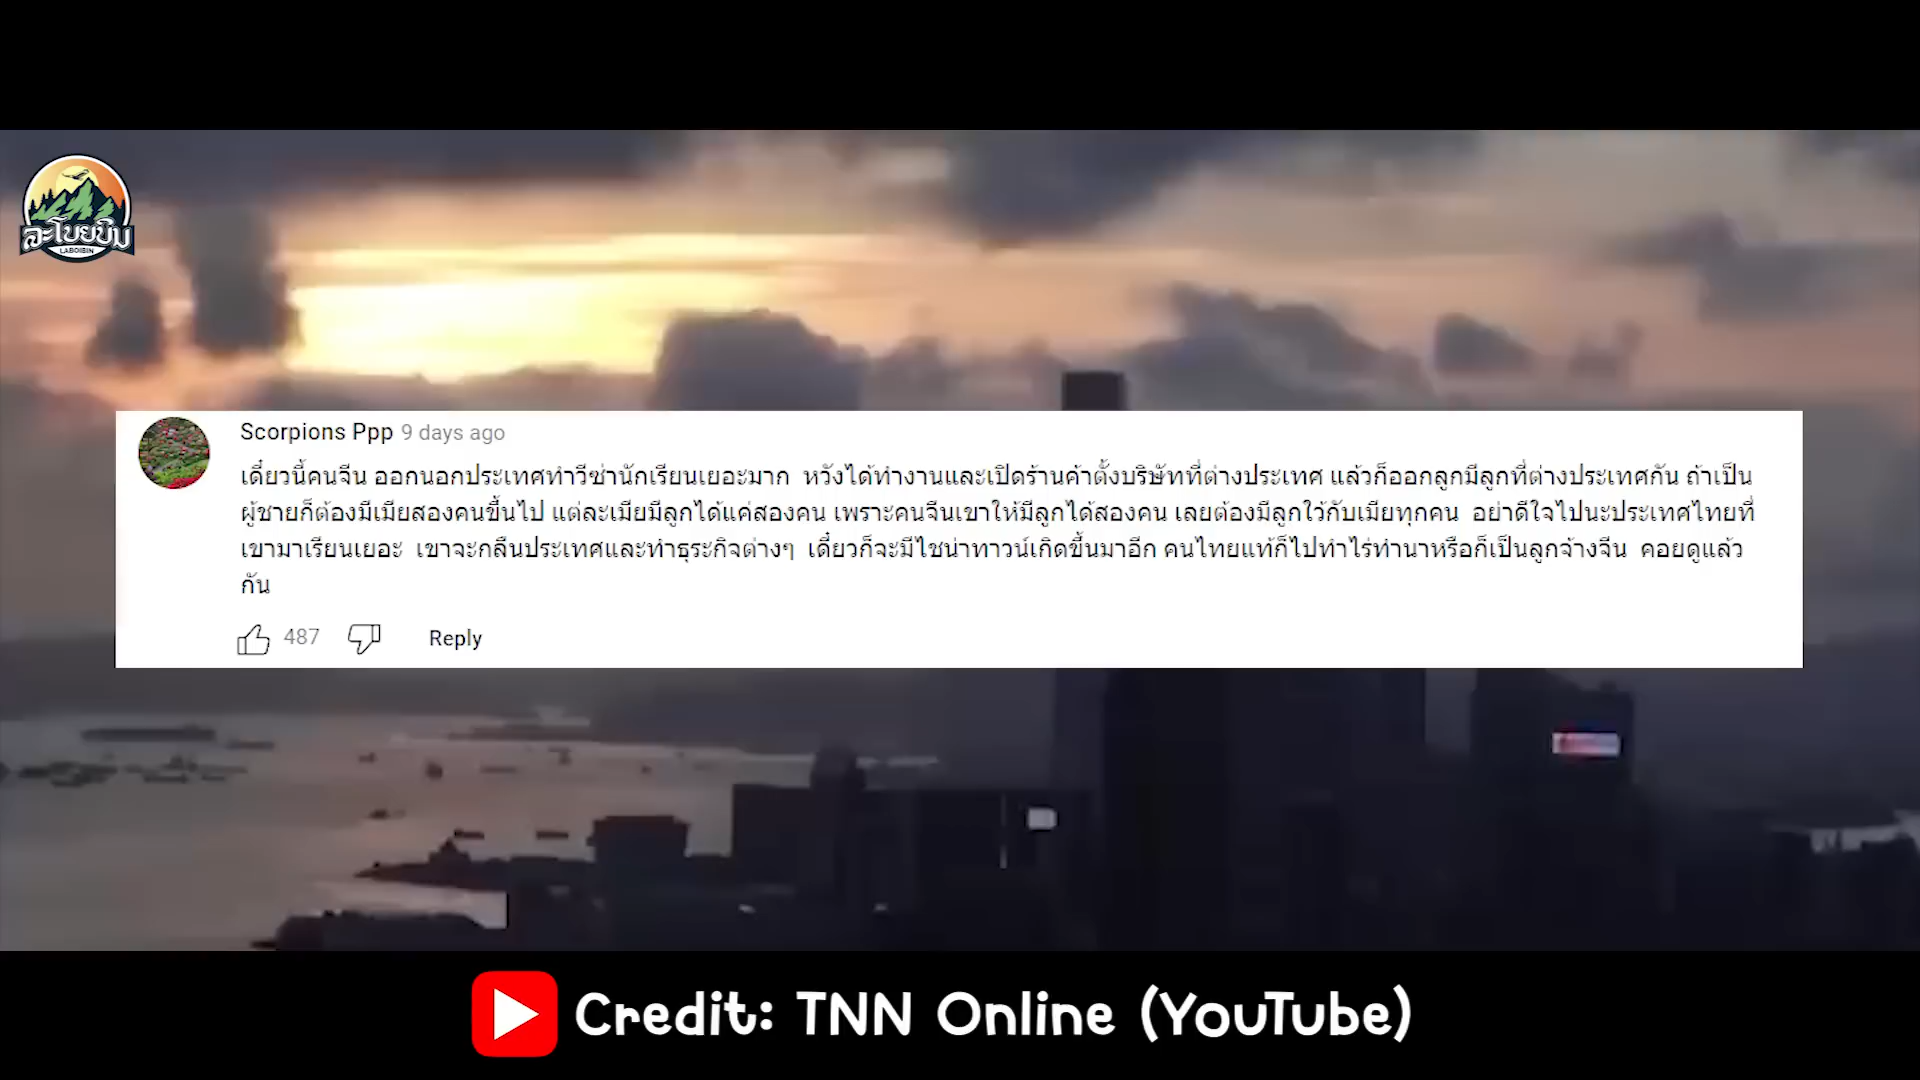 ละโบยบิน
LABOIBIN
Scorpions Ppp 9 days ago
เดี๋ยวนี้คนจีน ออกนอกประเทศทำวีซ่านักเรียนเยอะมาก หวังได้ทำงานและเปิดร้านค้าตั้งบริษัทที่ต่างประเทศ แล้วก็ออกลูกมีลูกที่ต่างประเทศกัน ถ้าเป็น
ผู้ชายก็ต้องมีเมียสองคนขึ้นไป แต่ละเมียมีลูกได้แค่สองคน เพราะคนจีนเขาให้มีลูกได้สองคน เลยต้องมีลูกใว้กับเมียทุกคน อย่าดีใจไปนะประเทศไทยที่
เขามาเรียนเยอะ เขาจะกลืนประเทศและทำธุระกิจต่างๆ เดี๋ยวก็จะมีไชน่าทาวน์เกิดขึ้นมาอีก คนไทยแท้ก็ไปทำไร่ทำนาหรือก็เป็นลูกจ้างจีน คอยดูแล้ว
กัน
487 Reply
Credit: TNN Online (YouTube)